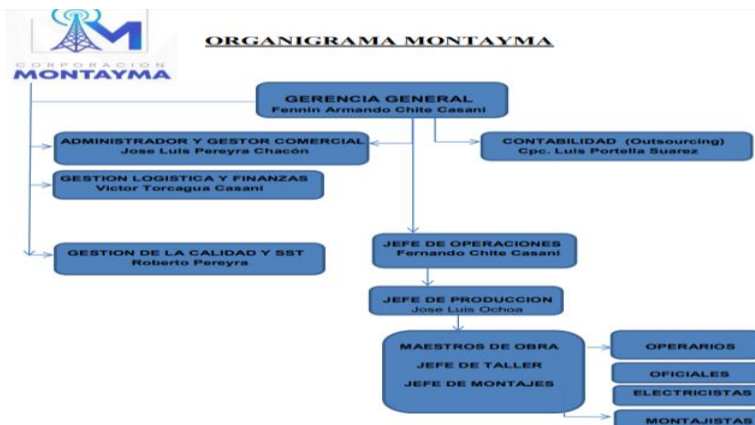 ORGANIGRAMA MONTAYMA
M
CORPORACION
MONTAYMA
GERENCIA GENERAL
Fennin Armando Chite Casani
ADMINISTRADOR Y GESTOR COMERCIAL
Jose Luis Pereyra Chacón
CONTABILIDAD (Outsourcing)
Cpc. Luis Portella Suarez
GESTION LOGISTICA Y FINANZAS
Victor Torcagua Casani
GESTION DE LA CALIDAD Y SST
Roberto Pereyra
JEFE DE OPERACIONES
Fernando Chite Casani
JEFE DE PRODUCCION
Jose Luis Ochoa
MAESTROS DE OBRA
JEFE DE TALLER
JEFE DE MONTAJES
OPERARIOS
OFICIALES
ELECTRICISTAS
MONTAJISTAS